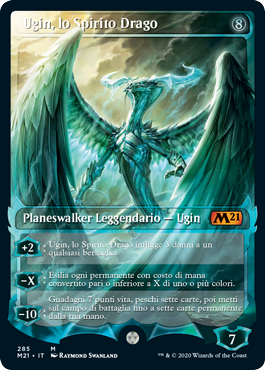 Ugin, lo Spirito Drago 8
Planeswalker Leggendario — Ugin M21
+2 Ugin, lo Spirito Drago infligge 3 danni a un
qualsiasi bersaglio.
-X Esilia ogni permanente con costo di mana
convertito pari o inferiore a X di uno o più colori.
-10 Guadagni 7 punti vita, peschi sette carte, poi metti
sul campo di battaglia fino a sette carte permanente
dalla tua mano.
7
285 M
M21 • IT RAYMOND SWANLAND
™ & © 2020 Wizards of the Coast